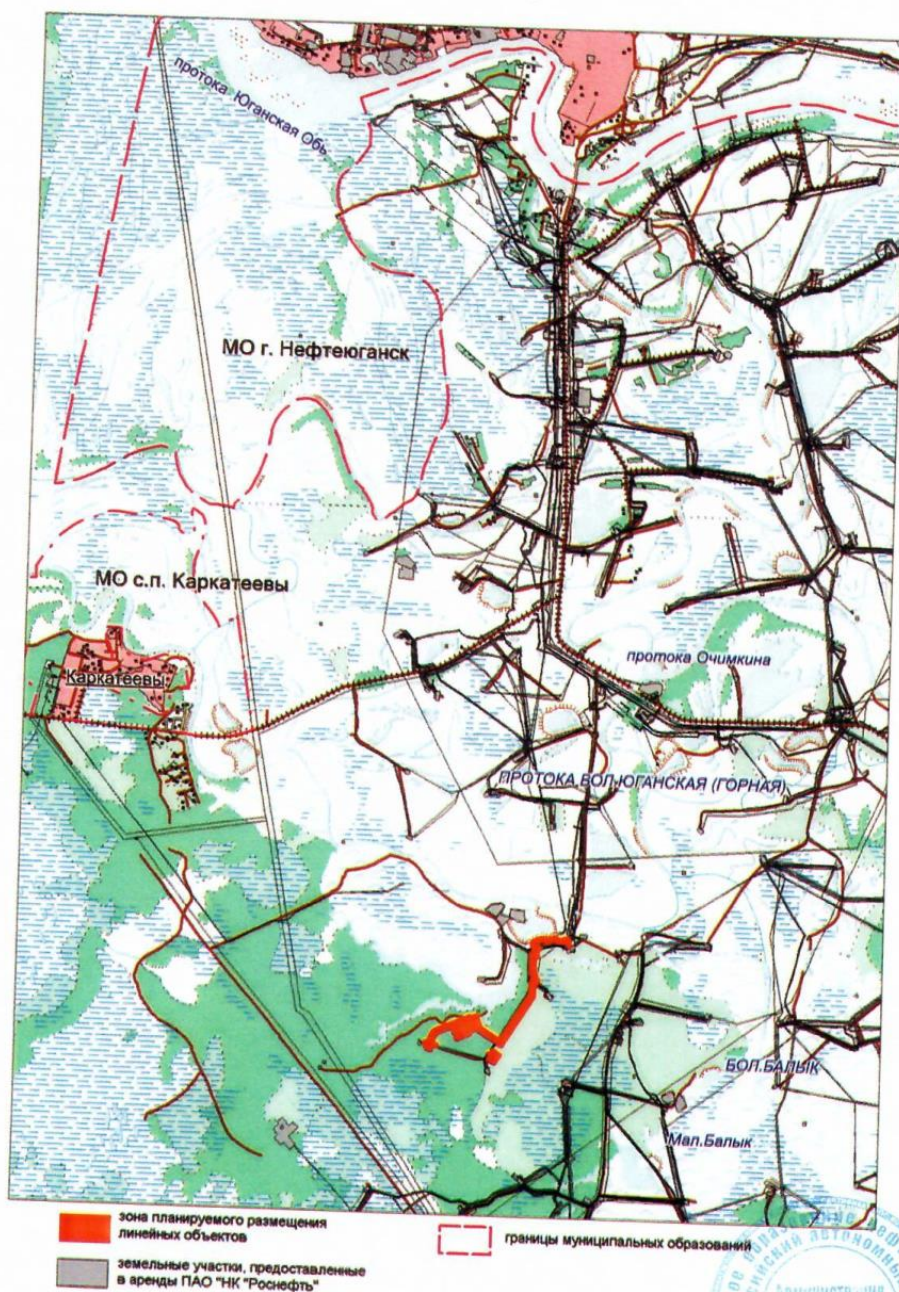 протока Юганская Обь
МО г. Нефтеюганск
МО с.п. Каркатеевы
Каркатеевы
протока Очимкина
ПРОТОКА БОЛ.ЮГАНСКАЯ (ГОРНАЯ)
БОЛ.БАЛЫК
Мал.Балык
зона планируемого размещения
линейных объектов
земельные участки, предоставленные
в аренды ПАО "НК "Роснефть"
границы муниципальных образований